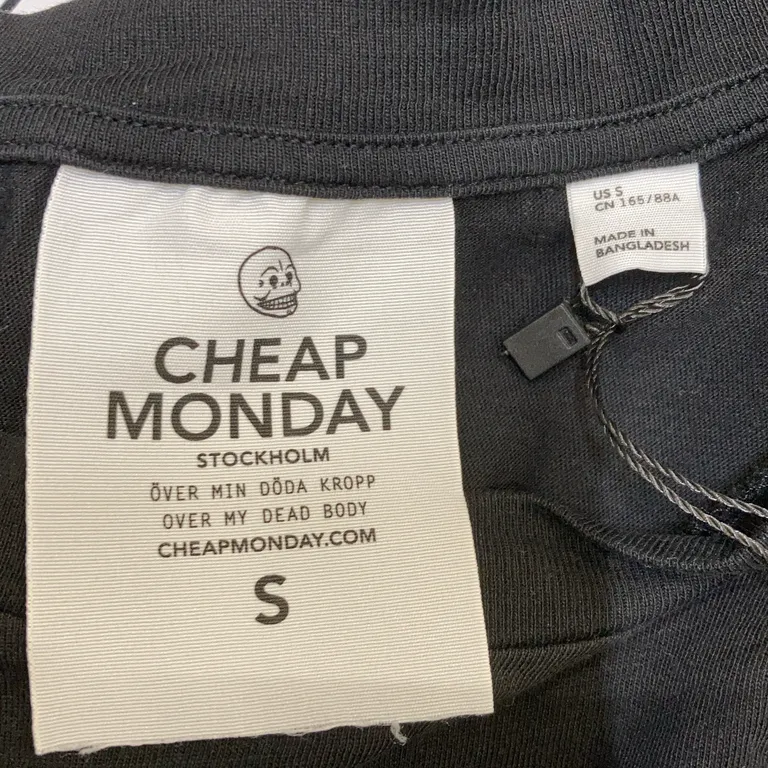 CHEAP
MONDAY
STOCKHOLM
ÖVER MIN DÖDA KROPP
OVER MY DEAD BODY
CHEAPMONDAY.COM
S
US S
CN 165/88A
MADE IN
BANGLADESH